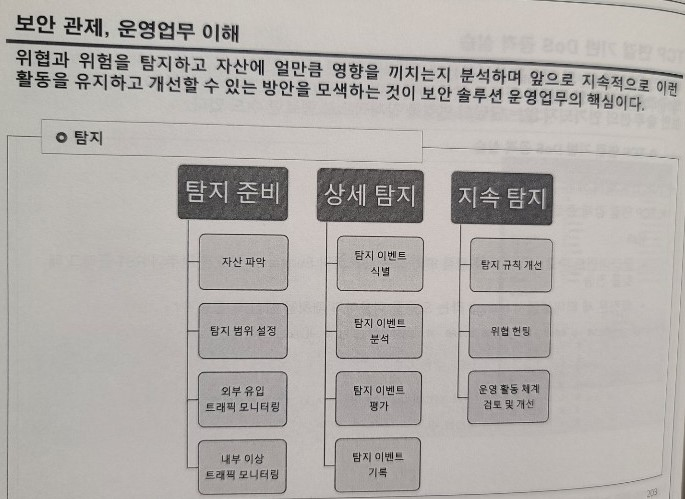 보안 관제, 운영업무 이해
위협과 위험을 탐지하고 자산에 얼만큼 영향을 끼치는지 분석하며 앞으로 지속적으로 이런
활동을 유지하고 개선할 수 있는 방안을 모색하는 것이 보안 솔루션 운영업무의 핵심이다.
탐지
탐지 준비
자산 파악
탐지 범위 설정
외부 유입
트래픽 모니터링
내부 이상
트래픽 모니터링
상세 탐지
탐지 이벤트
식별
탐지 이벤트
분석
탐지 이벤트
평가
탐지 이벤트
기록
지속 탐지
탐지 규칙 개선
위협 헌팅
운영 활동 체계
검토 및 개선
203